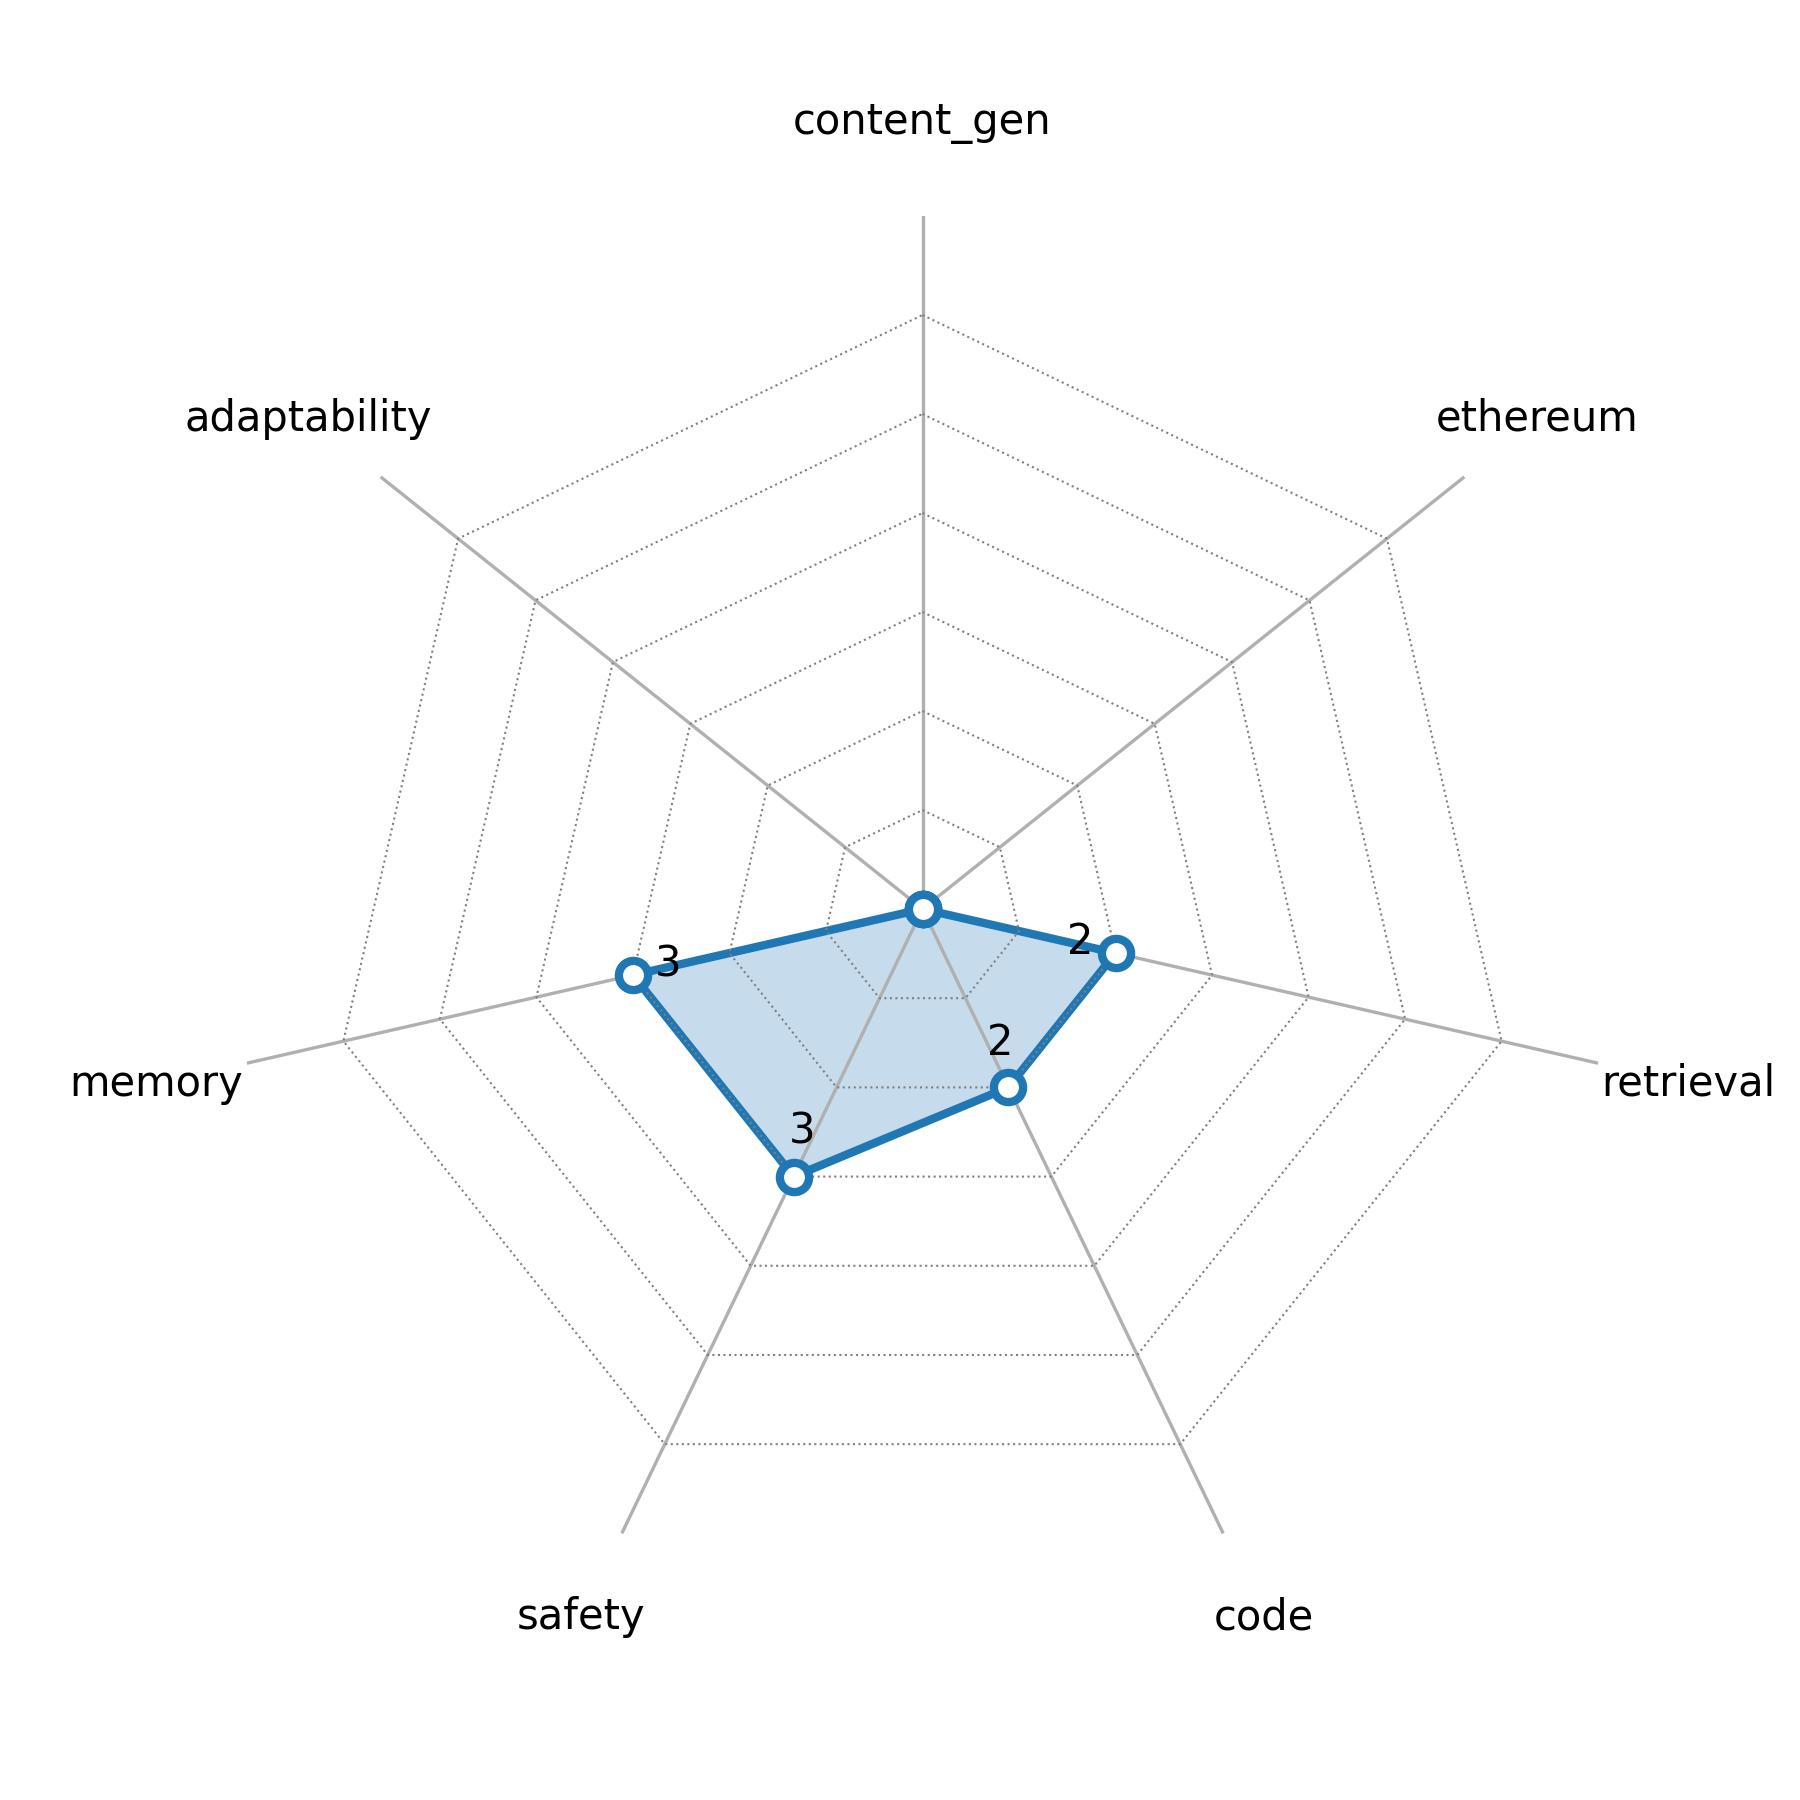 content_gen
adaptability
ethereum
2
3
2
memory
retrieval
3
safety
code